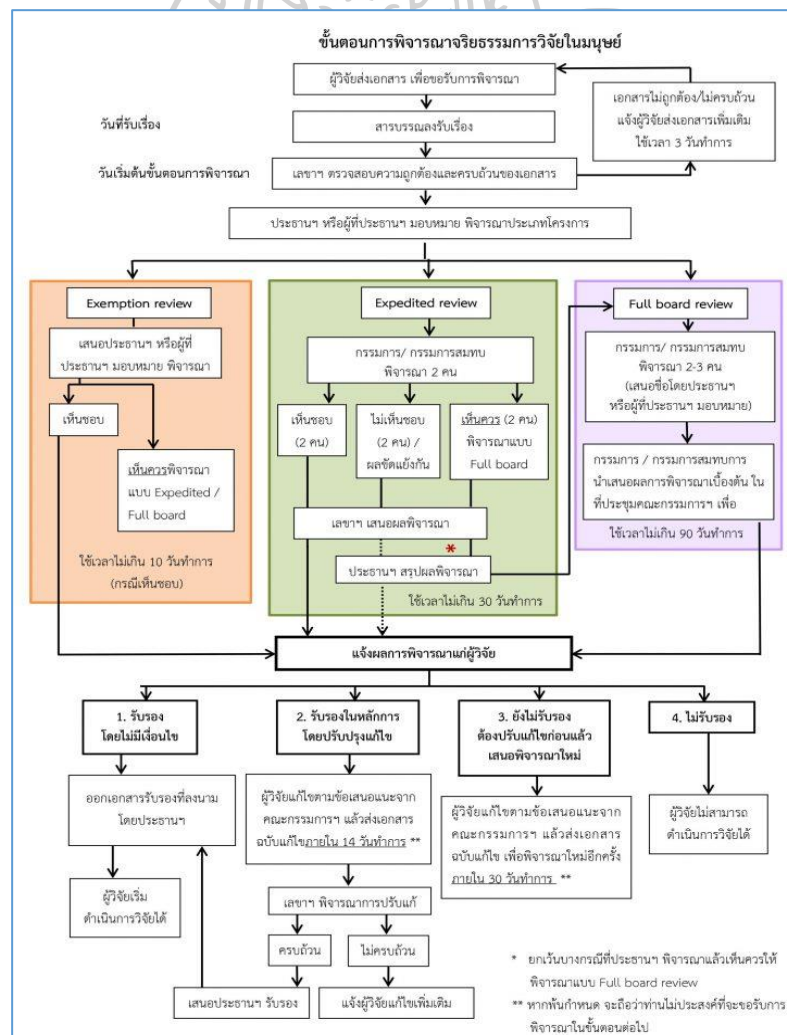 ขั้นตอนการพิจารณาจริยธรรมการวิจัยในมนุษย์
ผู้วิจัยส่งเอกสาร เพื่อขอรับการพิจารณา
เอกสารไม่ถูกต้อง/ไม่ครบถ้วน
แจ้งผู้วิจัยส่งเอกสารเพิ่มเติม
ใช้เวลา 3 วันทำการ
วันที่รับเรื่อง
สารบรรณลงรับเรื่อง
วันเริ่มต้นขั้นตอนการพิจารณา
เลขาฯ ตรวจสอบความถูกต้องและครบถ้วนของเอกสาร
ประธานฯ หรือผู้ที่ประธานฯ มอบหมาย พิจารณาประเภทโครงการ
Exemption review
เสนอประธานฯ หรือผู้ที่
ประธานฯ มอบหมาย พิจารณา
เห็นชอบ
เห็นควรพิจารณา
แบบ Expedited /
Full board
ใช้เวลาไม่เกิน 10 วันทำการ
(กรณีเห็นชอบ)
Expedited review
กรรมการ/ กรรมการสมทบ
พิจารณา 2 คน
เห็นชอบ
(2 คน)
ไม่เห็นชอบ
(2 คน) /
ผลขัดแย้งกัน
เห็นควร (2 คน)
พิจารณาแบบ
Full board
เลขาฯ เสนอผลพิจารณา
*
ประธานฯ สรุปผลพิจารณา
ใช้เวลาไม่เกิน 30 วันทำการ
Full board review
กรรมการ/ กรรมการสมทบ
พิจารณา 2-3 คน
(เสนอชื่อโดยประธานฯ
หรือผู้ที่ประธานฯ มอบหมาย)
กรรมการ / กรรมการสมทบการ
นำเสนอผลการพิจารณาเบื้องต้น ใน
ที่ประชุมคณะกรรมการฯ เพื่อ
ใช้เวลาไม่เกิน 90 วันทำการ
แจ้งผลการพิจารณาแก่ผู้วิจัย
1. รับรอง
โดยไม่มีเงื่อนไข
ออกเอกสารรับรองที่ลงนาม
โดยประธานฯ
ผู้วิจัยเริ่ม
ดำเนินการวิจัยได้
2. รับรองในหลักการ
โดยปรับปรุงแก้ไข
ผู้วิจัยแก้ไขตามข้อเสนอแนะจาก
คณะกรรมการฯ แล้วส่งเอกสาร
ฉบับแก้ไขภายใน 14 วันทำการ **
เลขาฯ พิจารณาการปรับแก้
ครบถ้วน
ไม่ครบถ้วน
เสนอประธานฯ รับรอง
แจ้งผู้วิจัยแก้ไขเพิ่มเติม
3. ยังไม่รับรอง
ต้องปรับแก้ไขก่อนแล้ว
เสนอพิจารณาใหม่
ผู้วิจัยแก้ไขตามข้อเสนอแนะจาก
คณะกรรมการฯ แล้วส่งเอกสาร
ฉบับแก้ไข เพื่อพิจารณาใหม่อีกครั้ง
ภายใน 30 วันทำการ **
4. ไม่รับรอง
ผู้วิจัยไม่สามารถ
ดำเนินการวิจัยได้
* ยกเว้นบางกรณีที่ประธานฯ พิจารณาแล้วเห็นควรให้
พิจารณาแบบ Full board review
** หากพ้นกำหนด จะถือว่าท่านไม่ประสงค์ที่จะขอรับการ
พิจารณาในขั้นตอนต่อไป